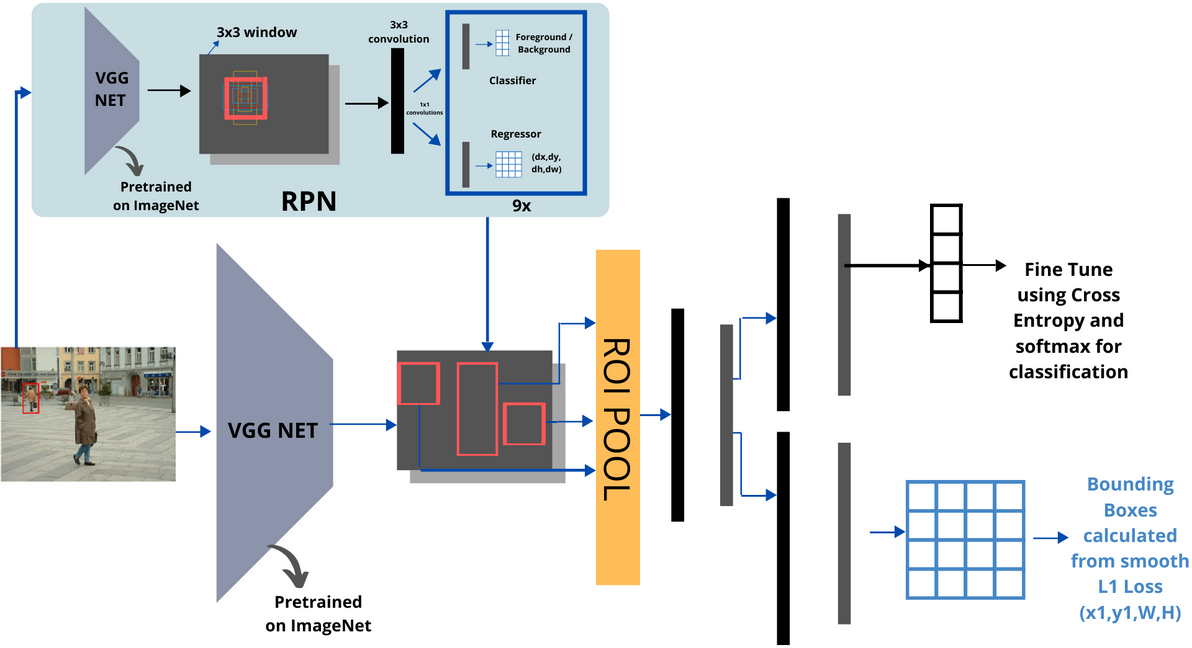 3x3 window
3x3
convolution
VGG
NET
1x1
convolutions
Foreground /
Background
Classifier
Regressor
(dx,dy,
dh,dw)
Pretrained
on ImageNet
RPN
9x
VGG NET
Pretrained
on ImageNet
ROI POOL
Fine Tune
using Cross
Entropy and
softmax for
classification
Bounding
Boxes
calculated
from smooth
L1 Loss
(x1,y1,W,H)